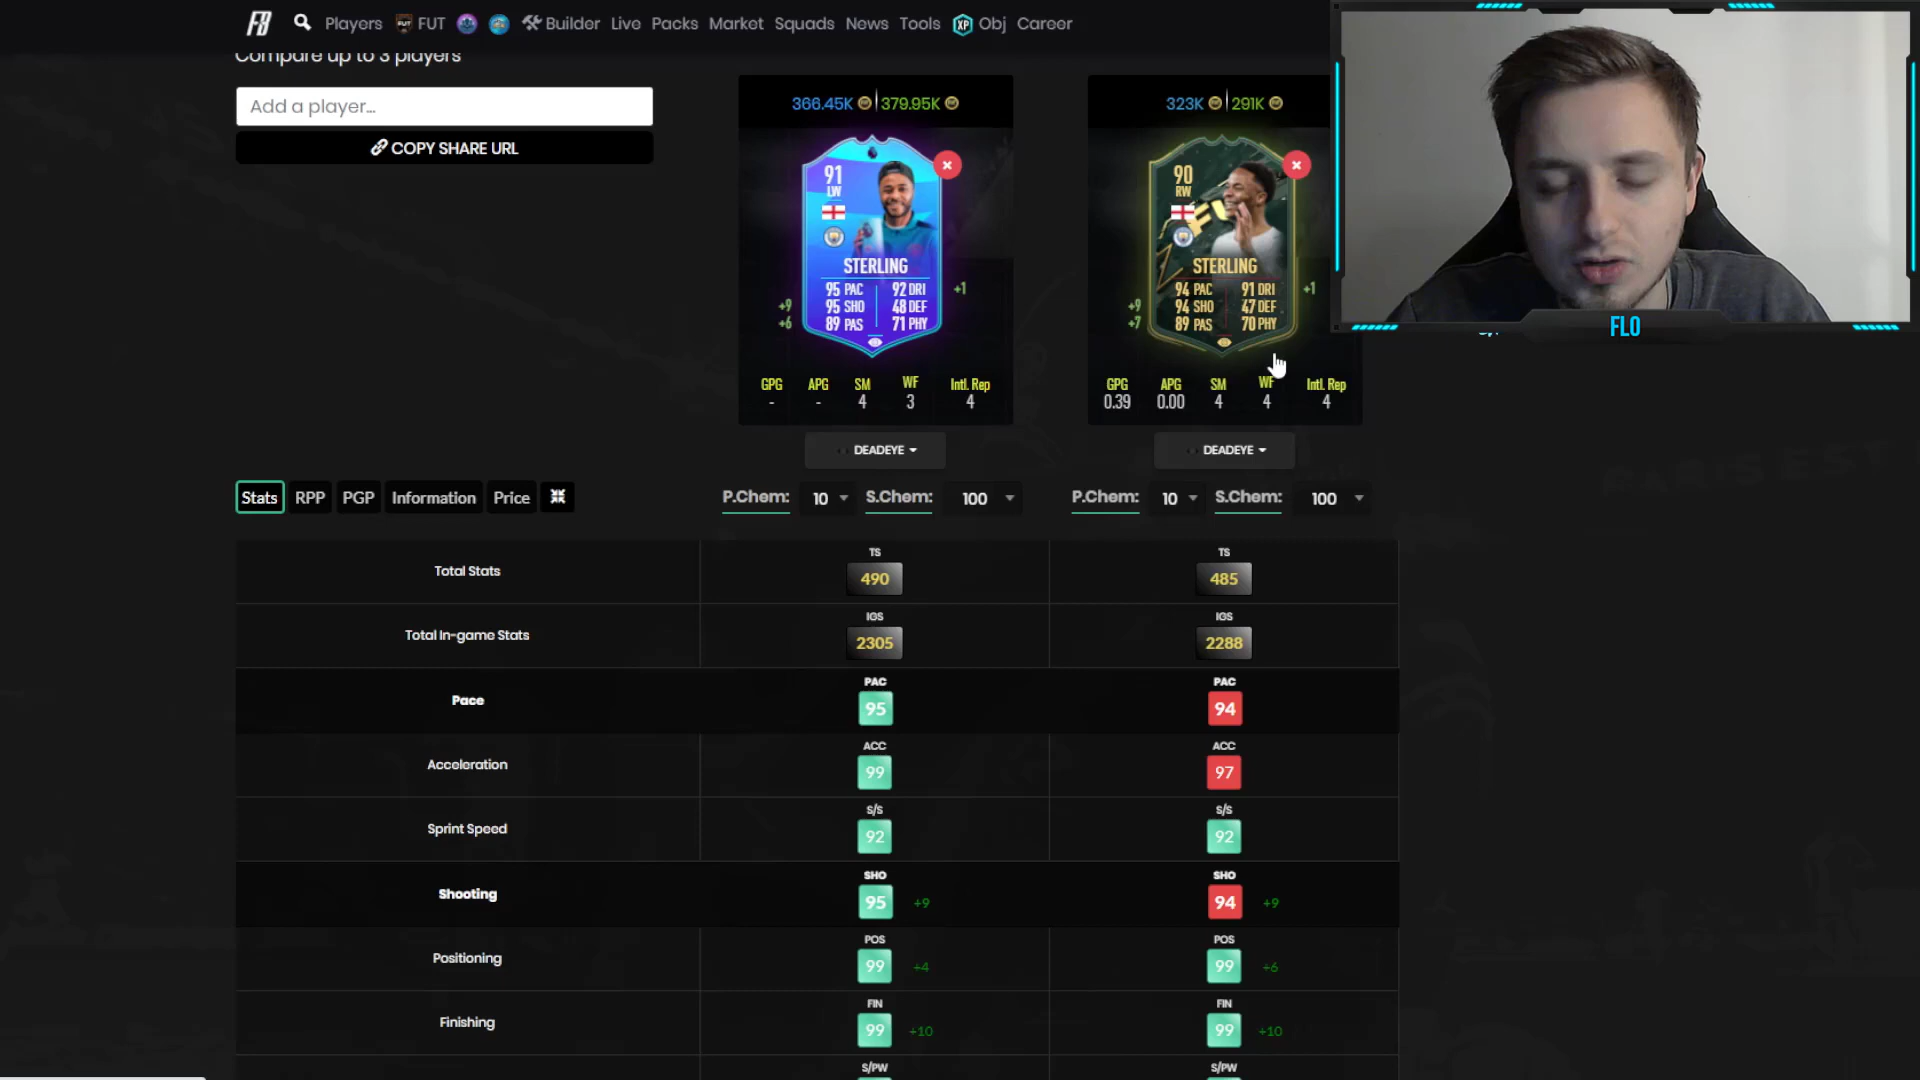 Players FUT Builder Live Packs Market Squads News Tools XP Obj Career
Compare up to 3 players
Add a player...
COPY SHARE URL
366.45K 379.95K
91
LW
STERLING
95 PAC 92 DRI
95 SHO 48 DEF
89 PAS 71 PHY
+9
+6
+1
GPG APG SM WF Intl. Rep
- - 4 3 4
DEADEYE
323K 291K
90
RW
STERLING
94 PAC 91 DRI
94 SHO 47 DEF
89 PAS 70 PHY
+9
+7
+1
GPG APG SM WF Intl. Rep
0.39 0.00 4 4 4
DEADEYE
FLO
Stats RPP PGP Information Price
P.Chem: 10 S.Chem: 100
P.Chem: 10 S.Chem: 100
TS TS
Total Stats 490 485
IGS IGS
Total In-game Stats 2305 2288
PAC PAC
Pace 95 94
ACC ACC
Acceleration 99 97
S/S S/S
Sprint Speed 92 92
SHO SHO
Shooting 95 +9 94 +9
POS POS
Positioning 99 +4 99 +6
FIN FIN
Finishing 99 +10 99 +10
S/PW S/PW